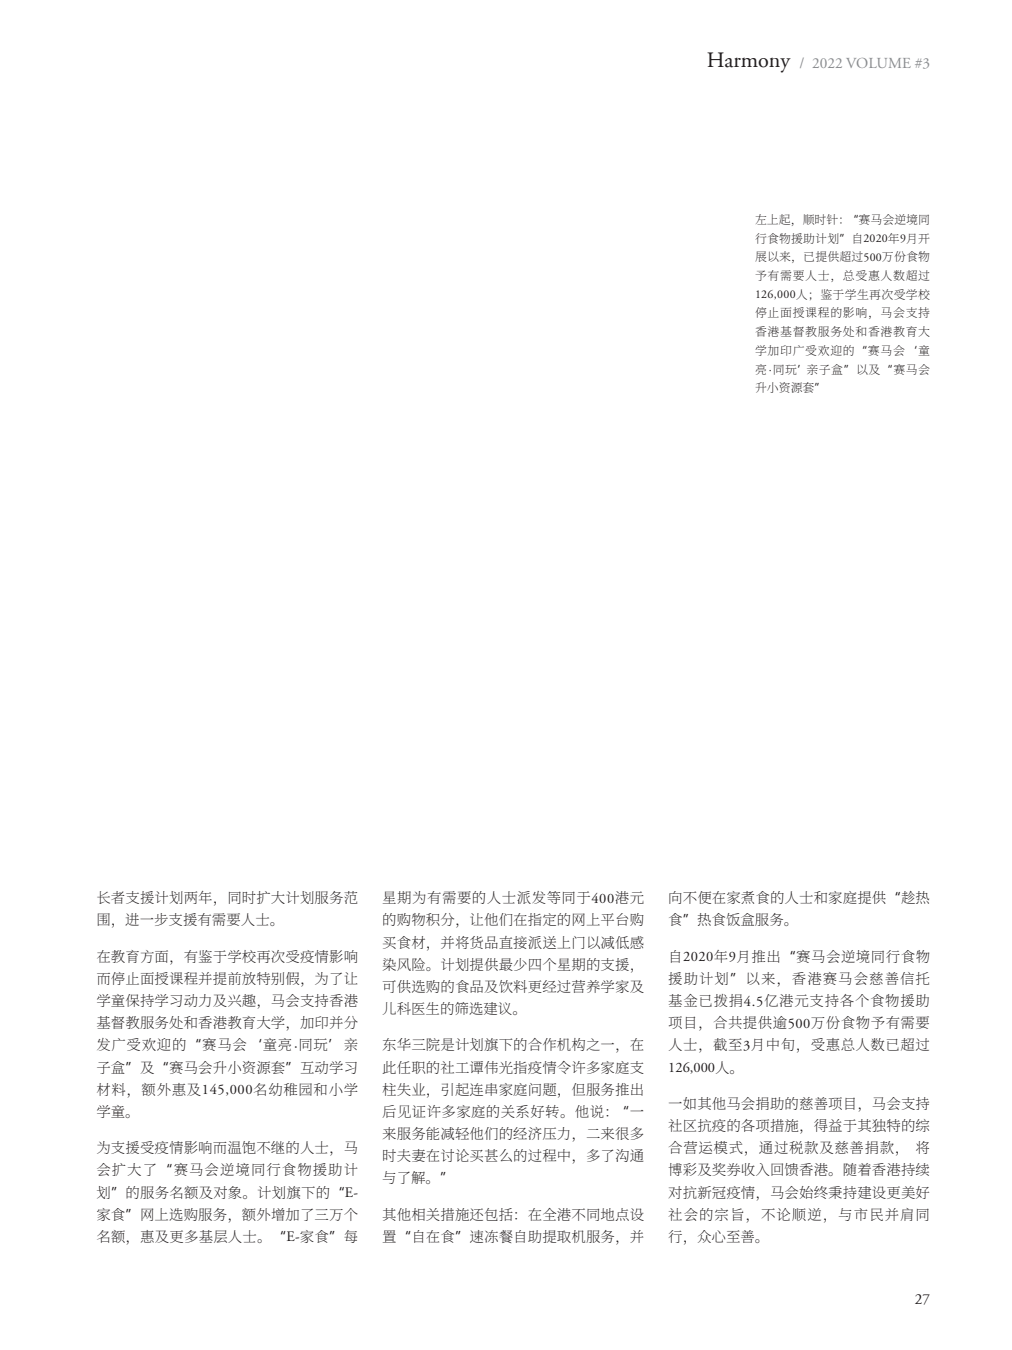 Harmony / 2022 VOLUME #3
左上起，顺时针：“赛马会逆境同
行食物援助计划”自2020年9月开
展以来，已提供超过500万份食物
予有需要人士，总受惠人数超过
126,000人；鉴于学生再次受学校
停止面授课程的影响，马会支持
香港基督教服务处和香港教育大
学加印广受欢迎的“赛马会‘童
亮·同玩’亲子盒”以及“赛马会
升小资源套”
长者支援计划两年，同时扩大计划服务范
围，进一步支援有需要人士。
在教育方面，有鉴于学校再次受疫情影响
而停止面授课程并提前放特别假，为了让
学童保持学习动力及兴趣，马会支持香港
基督教服务处和香港教育大学，加印并分
发广受欢迎的“赛马会‘童亮·同玩’亲
子盒”及“赛马会升小资源套”互动学习
材料，额外惠及145,000名幼稚园和小学
学童。
为支援受疫情影响而温饱不继的人士，马
会扩大了“赛马会逆境同行食物援助计
划”的服务名额及对象。计划旗下的“E-
家食”网上选购服务，额外增加了三万个
名额，惠及更多基层人士。“E-家食”每
星期为有需要的人士派发等同于400港元
的购物积分，让他们在指定的网上平台购
买食材，并将货品直接派送上门以减低感
染风险。计划提供最少四个星期的支援，
可供选购的食品及饮料更经过营养学家及
儿科医生的筛选建议。
东华三院是计划旗下的合作机构之一，在
此任职的社工谭伟光指疫情令许多家庭支
柱失业，引起连串家庭问题，但服务推出
后见证许多家庭的关系好转。他说：“一
来服务能减轻他们的经济压力，二来很多
时夫妻在讨论买甚么的过程中，多了沟通
与了解。”
其他相关措施还包括：在全港不同地点设
置“自在食”速冻餐自助提取机服务，并
向不便在家煮食的人士和家庭提供“趁热
食”热食饭盒服务。
自2020年9月推出“赛马会逆境同行食物
援助计划”以来，香港赛马会慈善信托
基金已拨捐4.5亿港元支持各个食物援助
项目，合共提供逾500万份食物予有需要
人士，截至3月中旬，受惠总人数已超过
126,000人。
一如其他马会捐助的慈善项目，马会支持
社区抗疫的各项措施，得益于其独特的综
合营运模式，通过税款及慈善捐款， 将
博彩及奖券收入回馈香港。随着香港持续
对抗新冠疫情，马会始终秉持建设更美好
社会的宗旨，不论顺逆，与市民并肩同
行，众心至善。
27